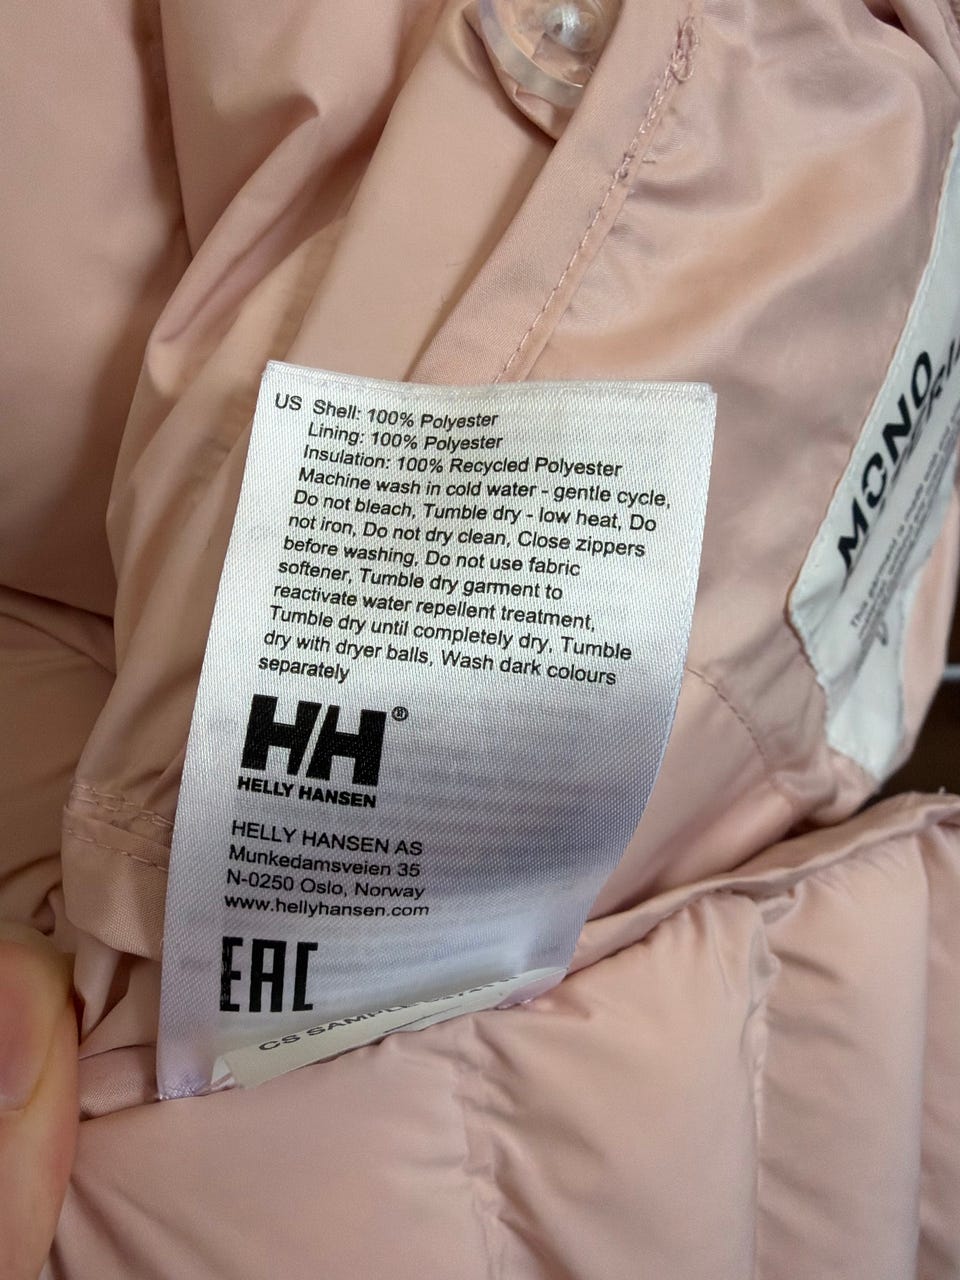 US Shell: 100% Polyester
Lining: 100% Polyester
Insulation: 100% Recycled Polyester
Machine wash in cold water - gentle cycle,
Do not bleach, Tumble dry - low heat, Do
not iron, Do not dry clean, Close zippers
before washing, Do not use fabric
softener, Tumble dry garment to
reactivate water repellent treatment,
Tumble dry until completely dry, Tumble
dry with dryer balls, Wash dark colours
separately
HH®
HELLY HANSEN
HELLY HANSEN AS
Munkedamsveien 35
N-0250 Oslo, Norway
www.hellyhansen.com
EAC
CS
MONO